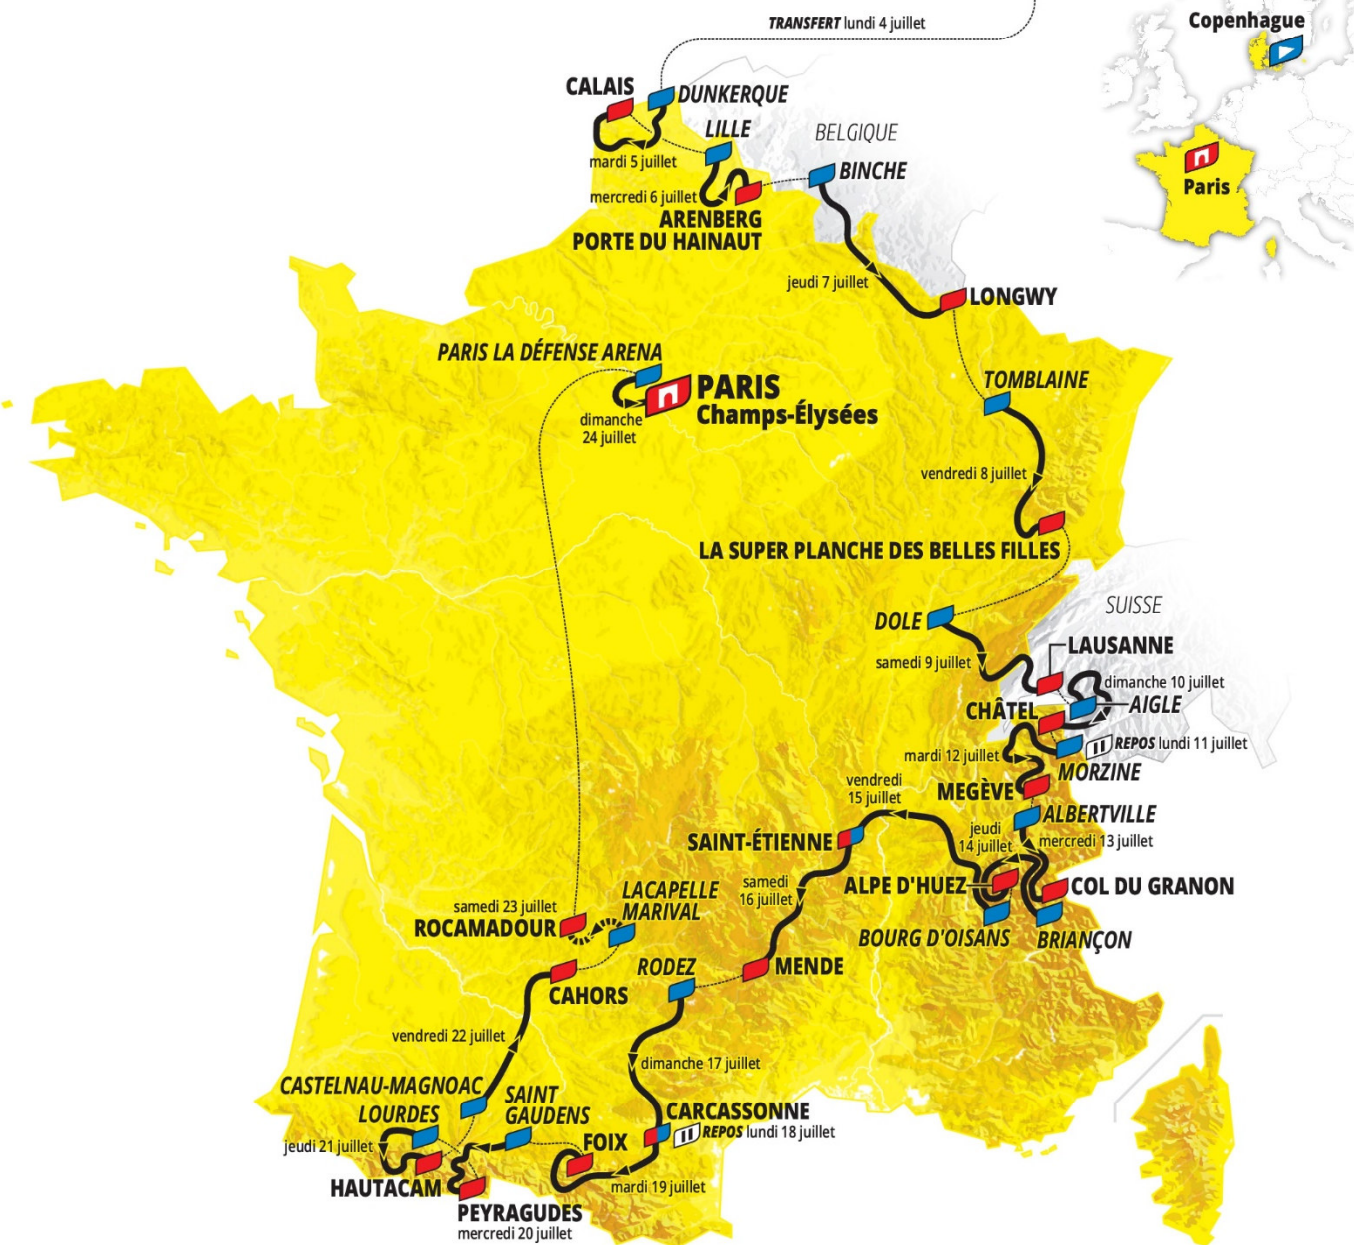 TRANSFERT lundi 4 juillet
Copenhague
Paris
CALAIS
DUNKERQUE
LILLE
mardi 5 juillet
BELGIQUE
BINCHE
mercredi 6 juillet
ARENBERG
PORTE DU HAINAUT
jeudi 7 juillet
LONGWY
PARIS LA DÉFENSE ARENA
PARIS
Champs-Élysées
dimanche
24 juillet
TOMBLAINE
vendredi 8 juillet
LA SUPER PLANCHE DES BELLES FILLES
SUISSE
DOLE
samedi 9 juillet
LAUSANNE
dimanche 10 juillet
AIGLE
CHÂTEL
REPOS lundi 11 juillet
mardi 12 juillet
MORZINE
MEGÈVE
ALBERTVILLE
mercredi 13 juillet
vendredi
15 juillet
jeudi
14 juillet
SAINT-ÉTIENNE
ALPE D'HUEZ
COL DU GRANON
BOURG D'OISANS
BRIANÇON
samedi
16 juillet
MENDE
LACAPELLE
MARIVAL
samedi 23 juillet
ROCAMADOUR
RODEZ
CAHORS
vendredi 22 juillet
dimanche 17 juillet
CASTELNAU-MAGNOAC
LOURDES
SAINT
GAUDENS
CARCASSONNE
REPOS lundi 18 juillet
jeudi 21 juillet
FOIX
HAUTACAM
mardi 19 juillet
PEYRAGUDES
mercredi 20 juillet